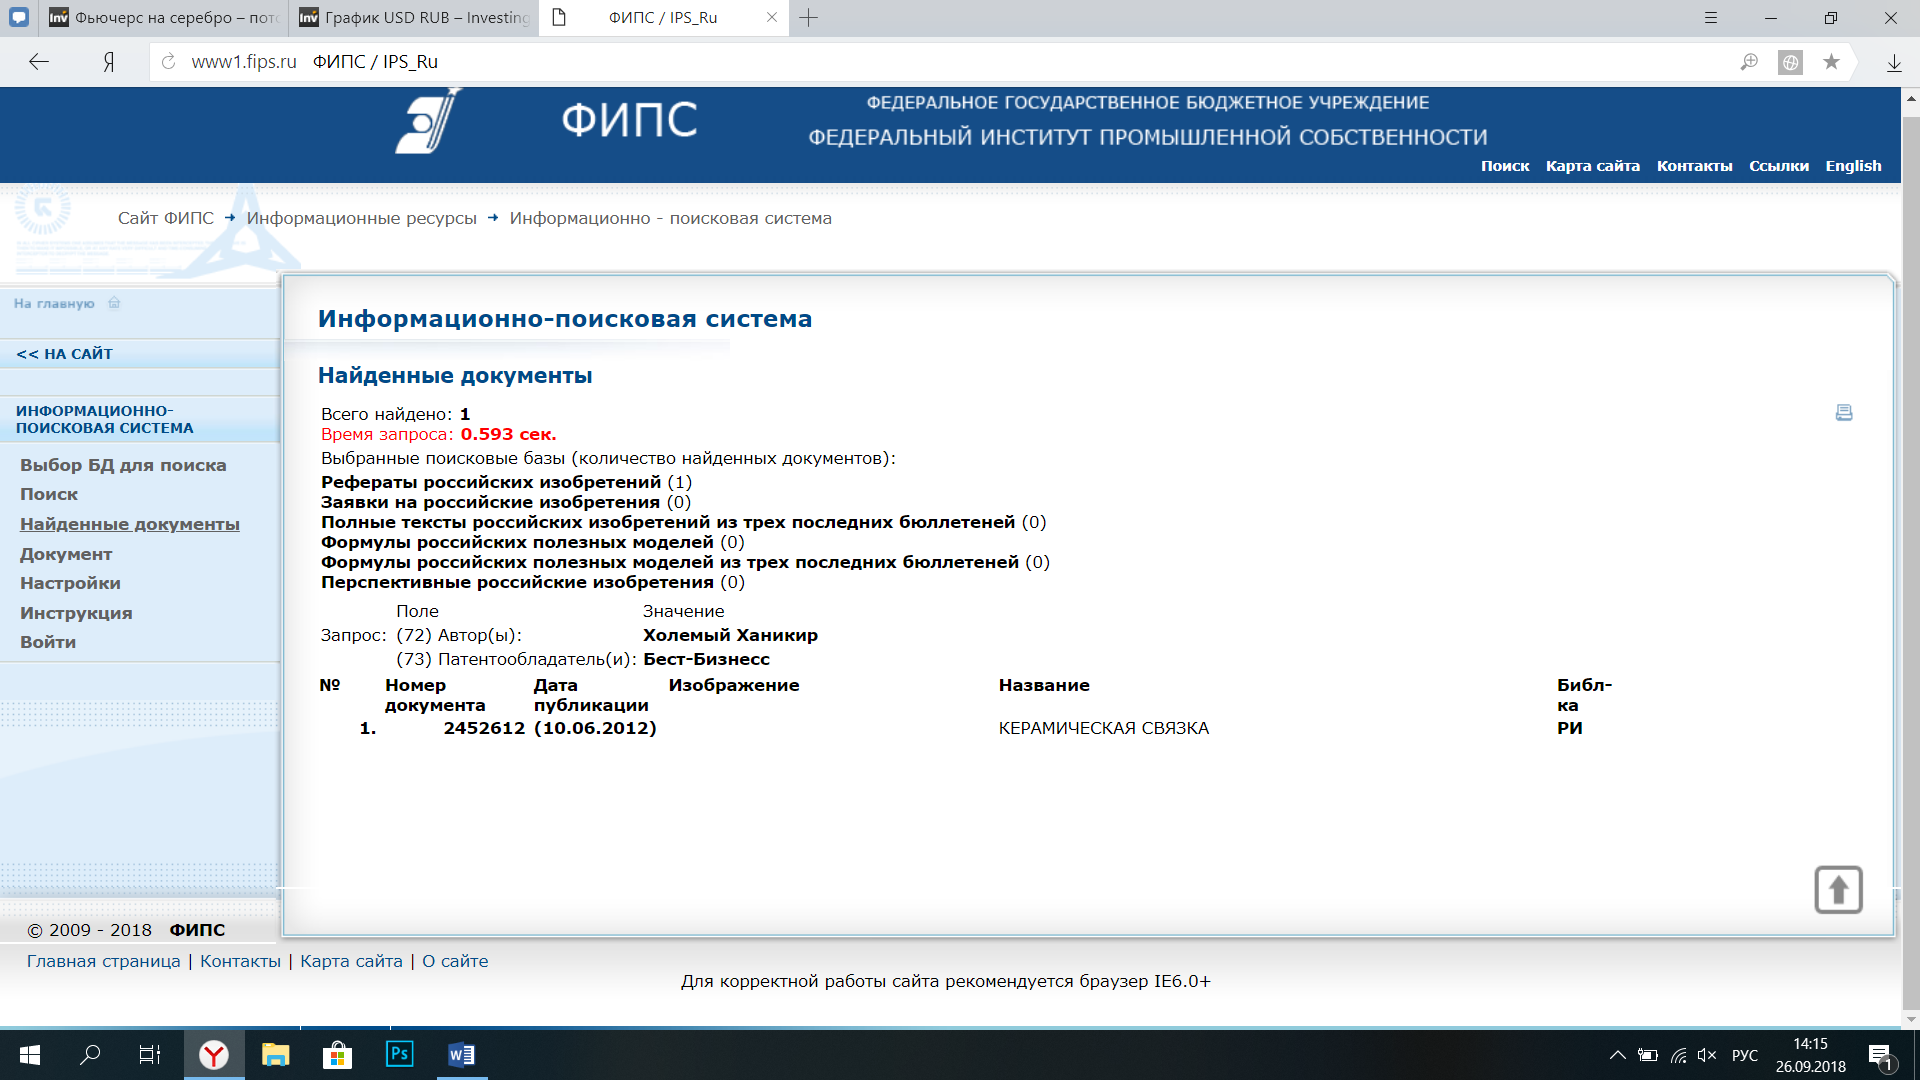 Фьючерс на серебро – пот
График USD RUB – Investing
ФИПС / IPS_Ru
Я
www1.fips.ru ФИПС / IPS_Ru
ФИПС
ФЕДЕРАЛЬНОЕ ГОСУДАРСТВЕННОЕ БЮДЖЕТНОЕ УЧРЕЖДЕНИЕ
ФЕДЕРАЛЬНЫЙ ИНСТИТУТ ПРОМЫШЛЕННОЙ СОБСТВЕННОСТИ
Поиск Карта сайта Контакты Ссылки English
Сайт ФИПС → Информационные ресурсы → Информационно - поисковая система
На главную
<< НА САЙТ
ИНФОРМАЦИОННО-
ПОИСКОВАЯ СИСТЕМА
Выбор БД для поиска
Поиск
Найденные документы
Документ
Настройки
Инструкция
Войти
Информационно-поисковая система
Найденные документы
Всего найдено: 1
Время запроса: 0.593 сек.
Выбранные поисковые базы (количество найденных документов):
Рефераты российских изобретений (1)
Заявки на российские изобретения (0)
Полные тексты российских изобретений из трех последних бюллетеней (0)
Формулы российских полезных моделей (0)
Формулы российских полезных моделей из трех последних бюллетеней (0)
Перспективные российские изобретения (0)
Поле Значение
Запрос: (72) Автор(ы): Холемый Ханикир
(73) Патентообладатель(и): Бест-Бизнесс
№ Номер документа Дата публикации Изображение Название Библ-ка
1. 2452612 (10.06.2012) КЕРАМИЧЕСКАЯ СВЯЗКА РИ
© 2009 - 2018 ФИПС
Главная страница | Контакты | Карта сайта | О сайте
Для корректной работы сайта рекомендуется браузер IE6.0+
РУС
14:15
26.09.2018
1